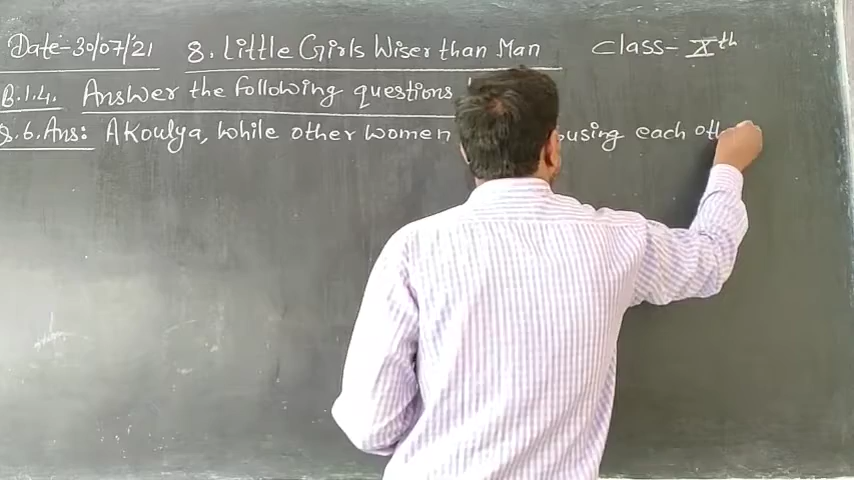 Date-30/07/21 8. Little Girls Wiser than Man Class- Xth
B.1.4. Answer the following questions
Q.6. Ans: Akoulya, while other women using each oth